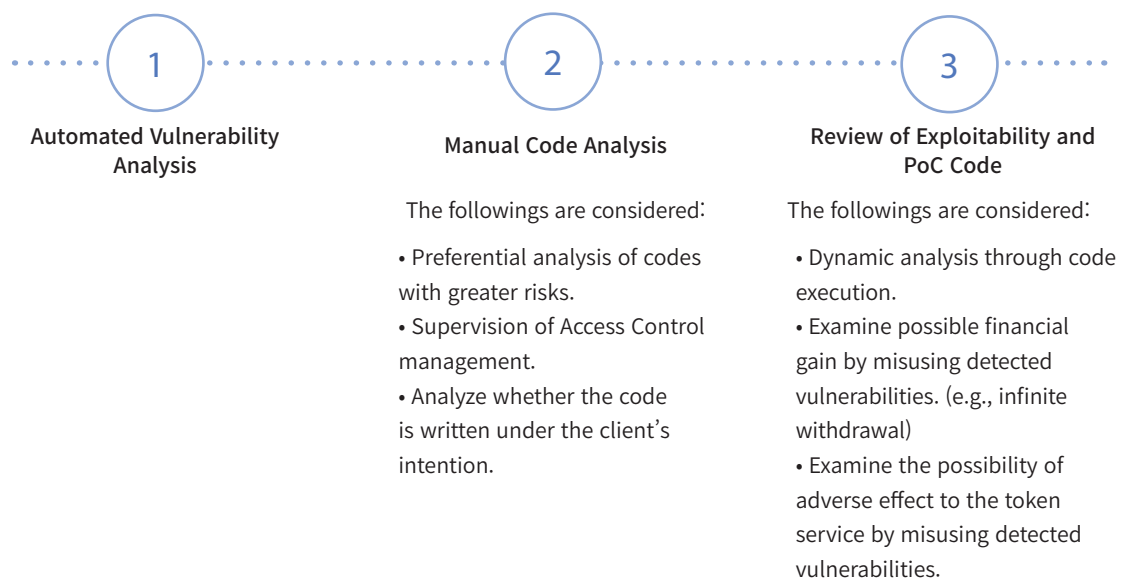 1
Automated Vulnerability
Analysis
2
Manual Code Analysis
The followings are considered:
• Preferential analysis of codes
with greater risks.
• Supervision of Access Control
management.
• Analyze whether the code
is written under the client’s
intention.
3
Review of Exploitability and
PoC Code
The followings are considered:
• Dynamic analysis through code
execution.
• Examine possible financial
gain by misusing detected
vulnerabilities. (e.g., infinite
withdrawal)
• Examine the possibility of
adverse effect to the token
service by misusing detected
vulnerabilities.